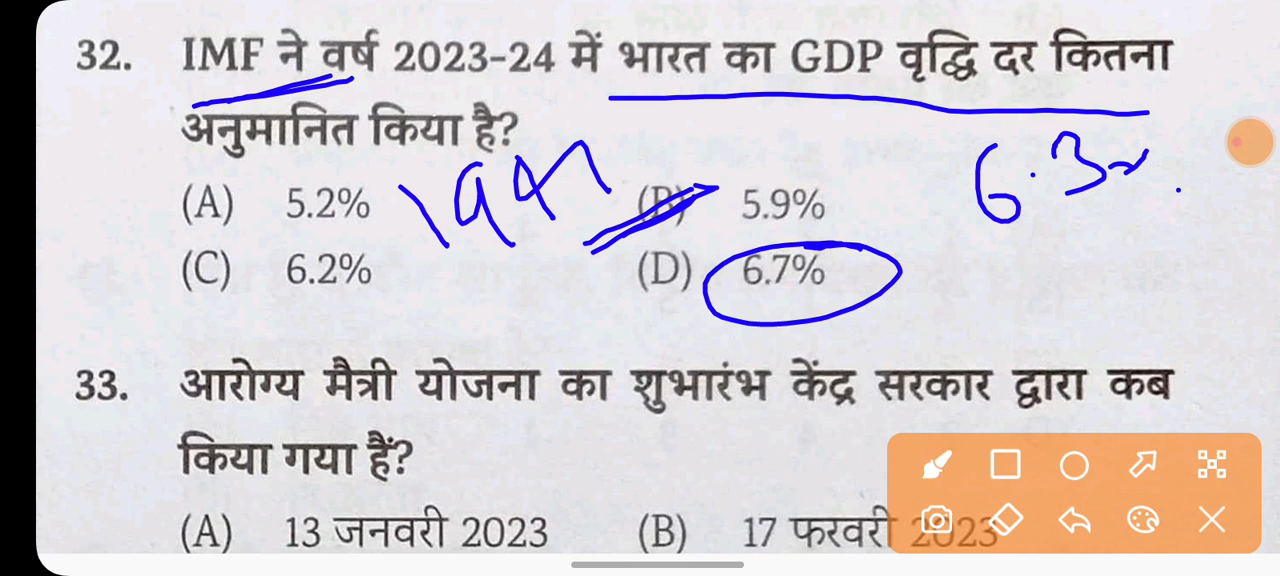 32. IMF ने वर्ष 2023-24 में भारत का GDP वृद्धि दर कितना
अनुमानित किया है?
6.3%
(A) 5.2% (B) 5.9%
1947
(C) 6.2% (D) 6.7%
33. आरोग्य मैत्री योजना का शुभारंभ केंद्र सरकार द्वारा कब
किया गया हैं?
(A) 13 जनवरी 2023 (B) 17 फरवरी 2023